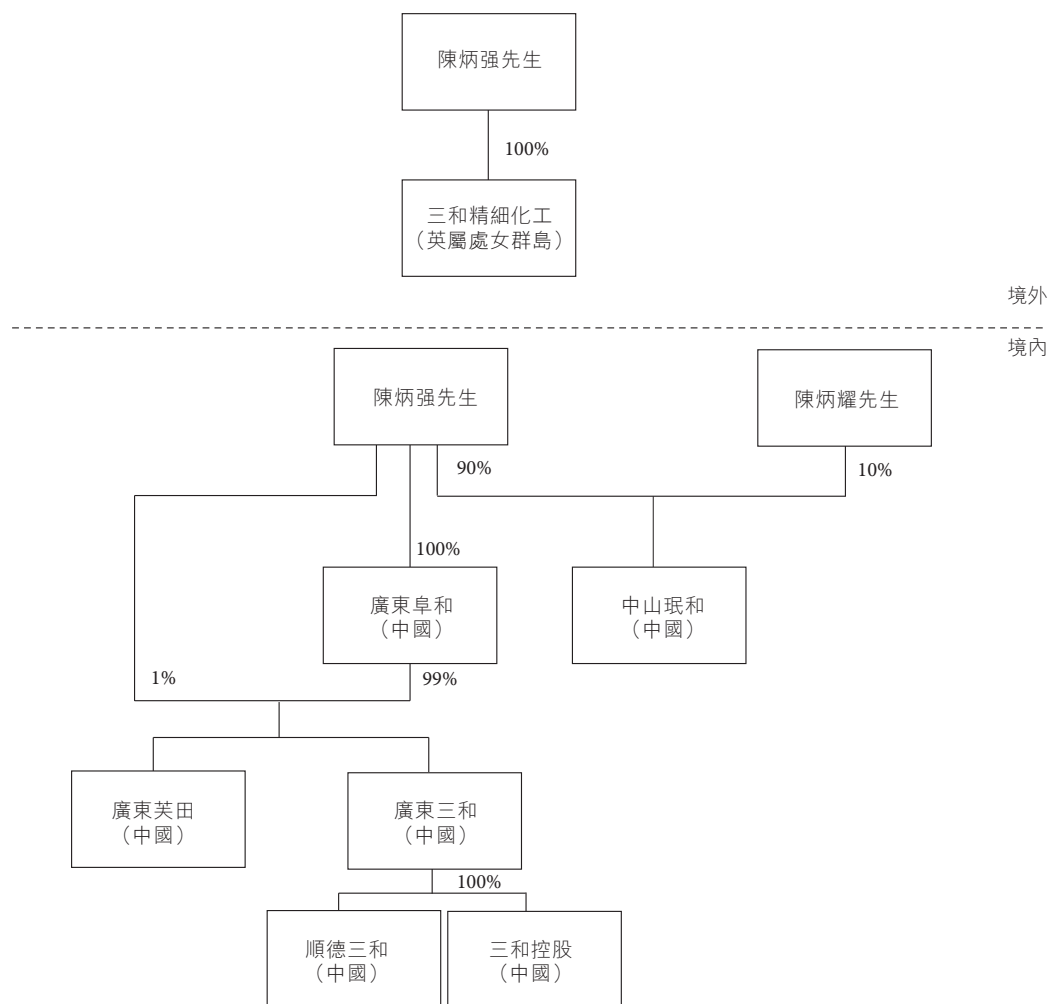 陳炳强先生
100%
三和精細化工
（英屬處女群島）
境外
境內
陳炳强先生
陳炳耀先生
90%
10%
100%
廣東阜和
（中國）
中山珉和
（中國）
1%
99%
廣東芙田
（中國）
廣東三和
（中國）
100%
順德三和
（中國）
三和控股
（中國）